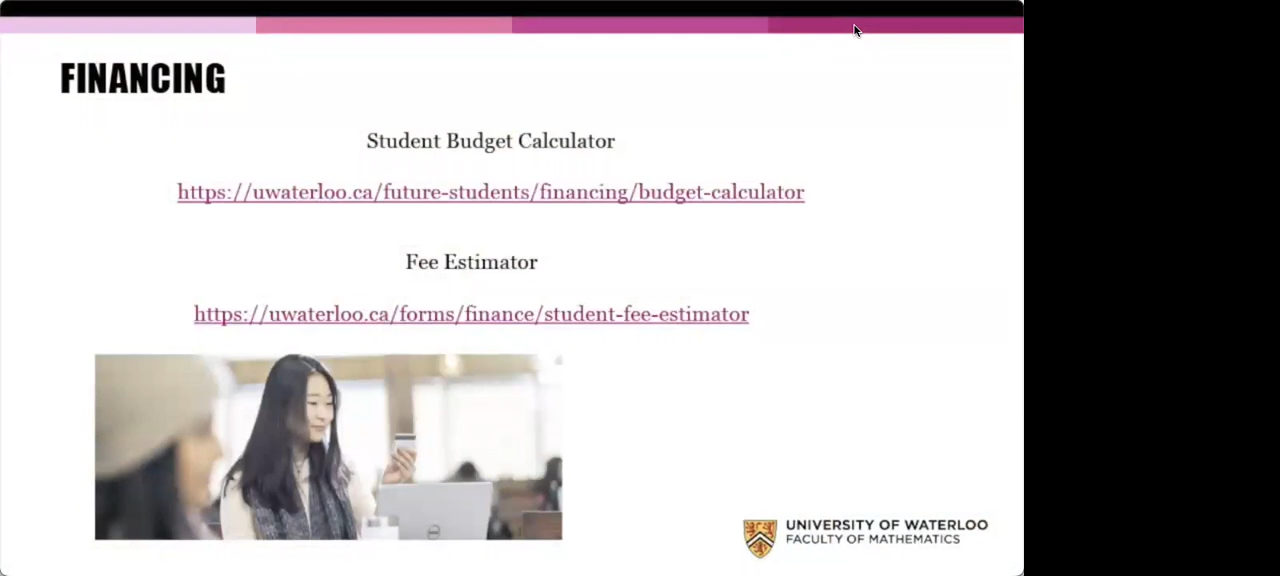 FINANCING
Student Budget Calculator
https://uwaterloo.ca/future-students/financing/budget-calculator
Fee Estimator
https://uwaterloo.ca/forms/finance/student-fee-estimator
UNIVERSITY OF WATERLOO
FACULTY OF MATHEMATICS